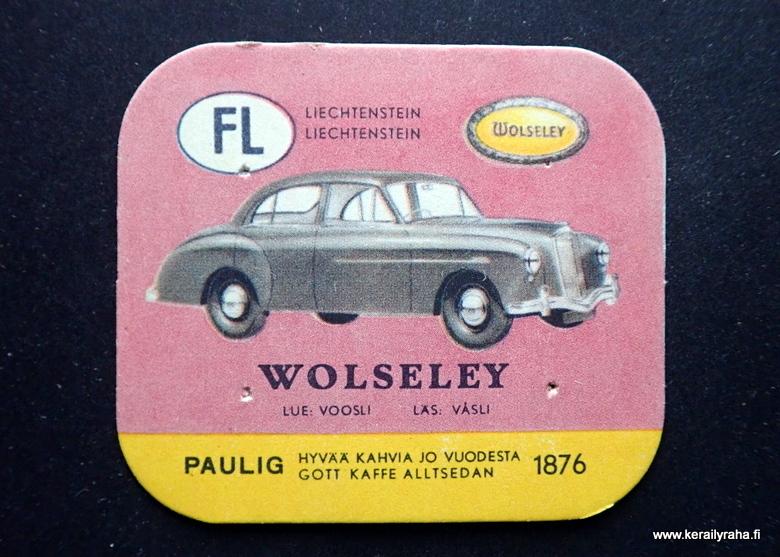 FL
LIECHTENSTEIN
LIECHTENSTEIN
WOLSELEY
WOLSELEY
LUE: VOOSLI LÄS: VÅSLI
PAULIG HYVÄÄ KAHVIA JO VUODESTA 1876
GOTT KAFFE ALLTSEDAN
www.kerailyraha.fi